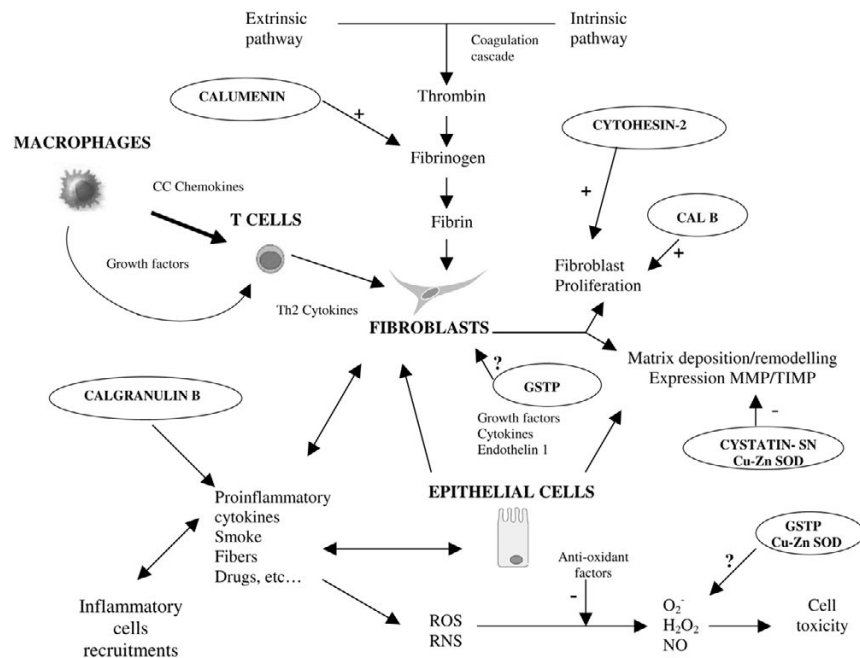 Extrinsic
pathway
Intrinsic
pathway
Coagulation
cascade
Thrombin
CALUMENIN
+
CYTOHESIN-2
MACROPHAGES
Fibrinogen
CC Chemokines
+
T CELLS
Fibrin
CAL B
+
Growth factors
Fibroblast
Proliferation
Th2 Cytokines
FIBROBLASTS
Matrix deposition/remodelling
Expression MMP/TIMP
?
GSTP
CALGRANULIN B
Growth factors
Cytokines
Endothelin 1
-
CYSTATIN- SN
Cu-Zn SOD
EPITHELIAL CELLS
Proinflammatory
cytokines
Smoke
Fibers
Drugs, etc…
GSTP
Cu-Zn SOD
Anti-oxidant
factors
?
-
Inflammatory
cells
recruitments
ROS
RNS
O₂⁻
H₂O₂
NO
Cell
toxicity